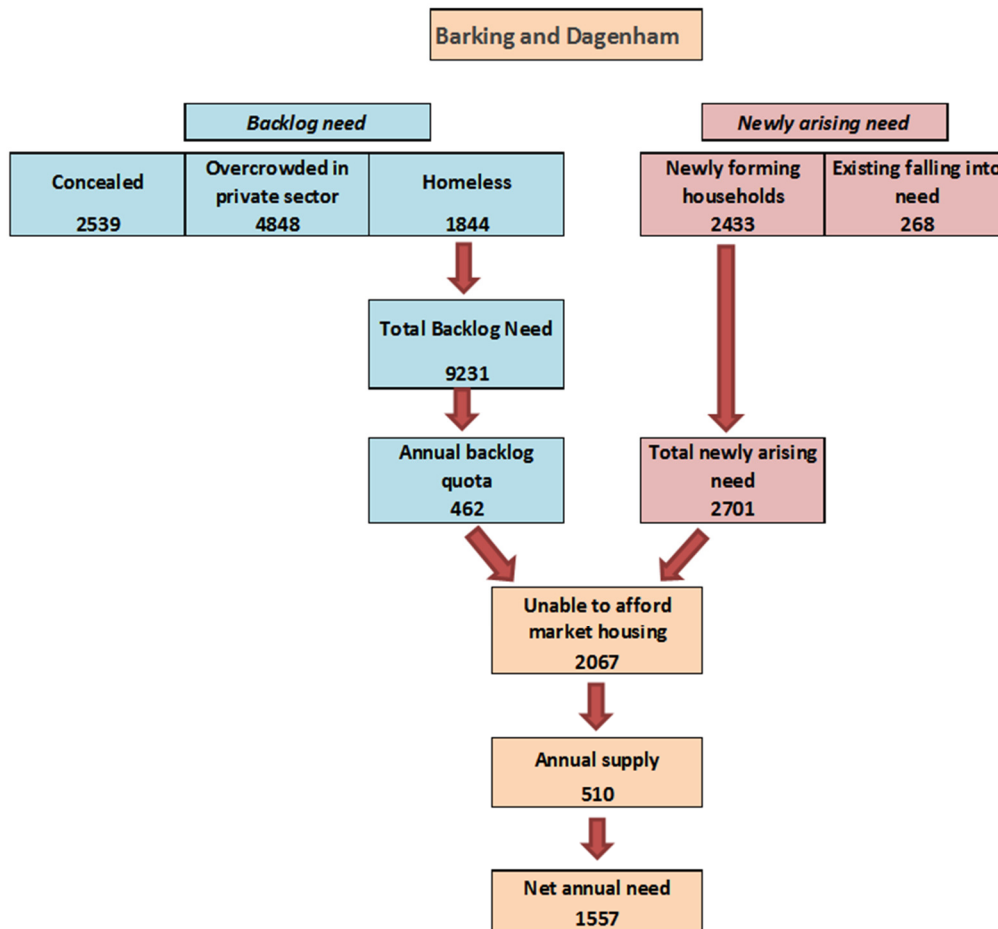 Barking and Dagenham
Backlog need
Newly arising need
Concealed
2539
Overcrowded in
private sector
4848
Homeless
1844
Newly forming
households
2433
Existing falling into
need
268
Total Backlog Need
9231
Annual backlog
quota
462
Total newly arising
need
2701
Unable to afford
market housing
2067
Annual supply
510
Net annual need
1557